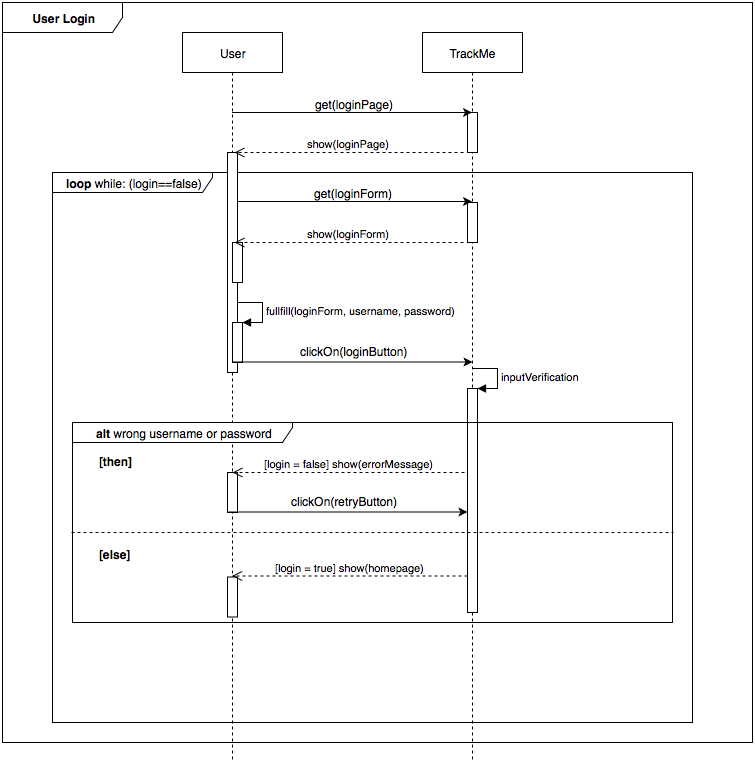 User Login
User
TrackMe
get(loginPage)
show(loginPage)
loop while: (login==false)
get(loginForm)
show(loginForm)
fullfill(loginForm, username, password)
clickOn(loginButton)
inputVerification
alt wrong username or password
[then]
[login = false] show(errorMessage)
clickOn(retryButton)
[else]
[login = true] show(homepage)